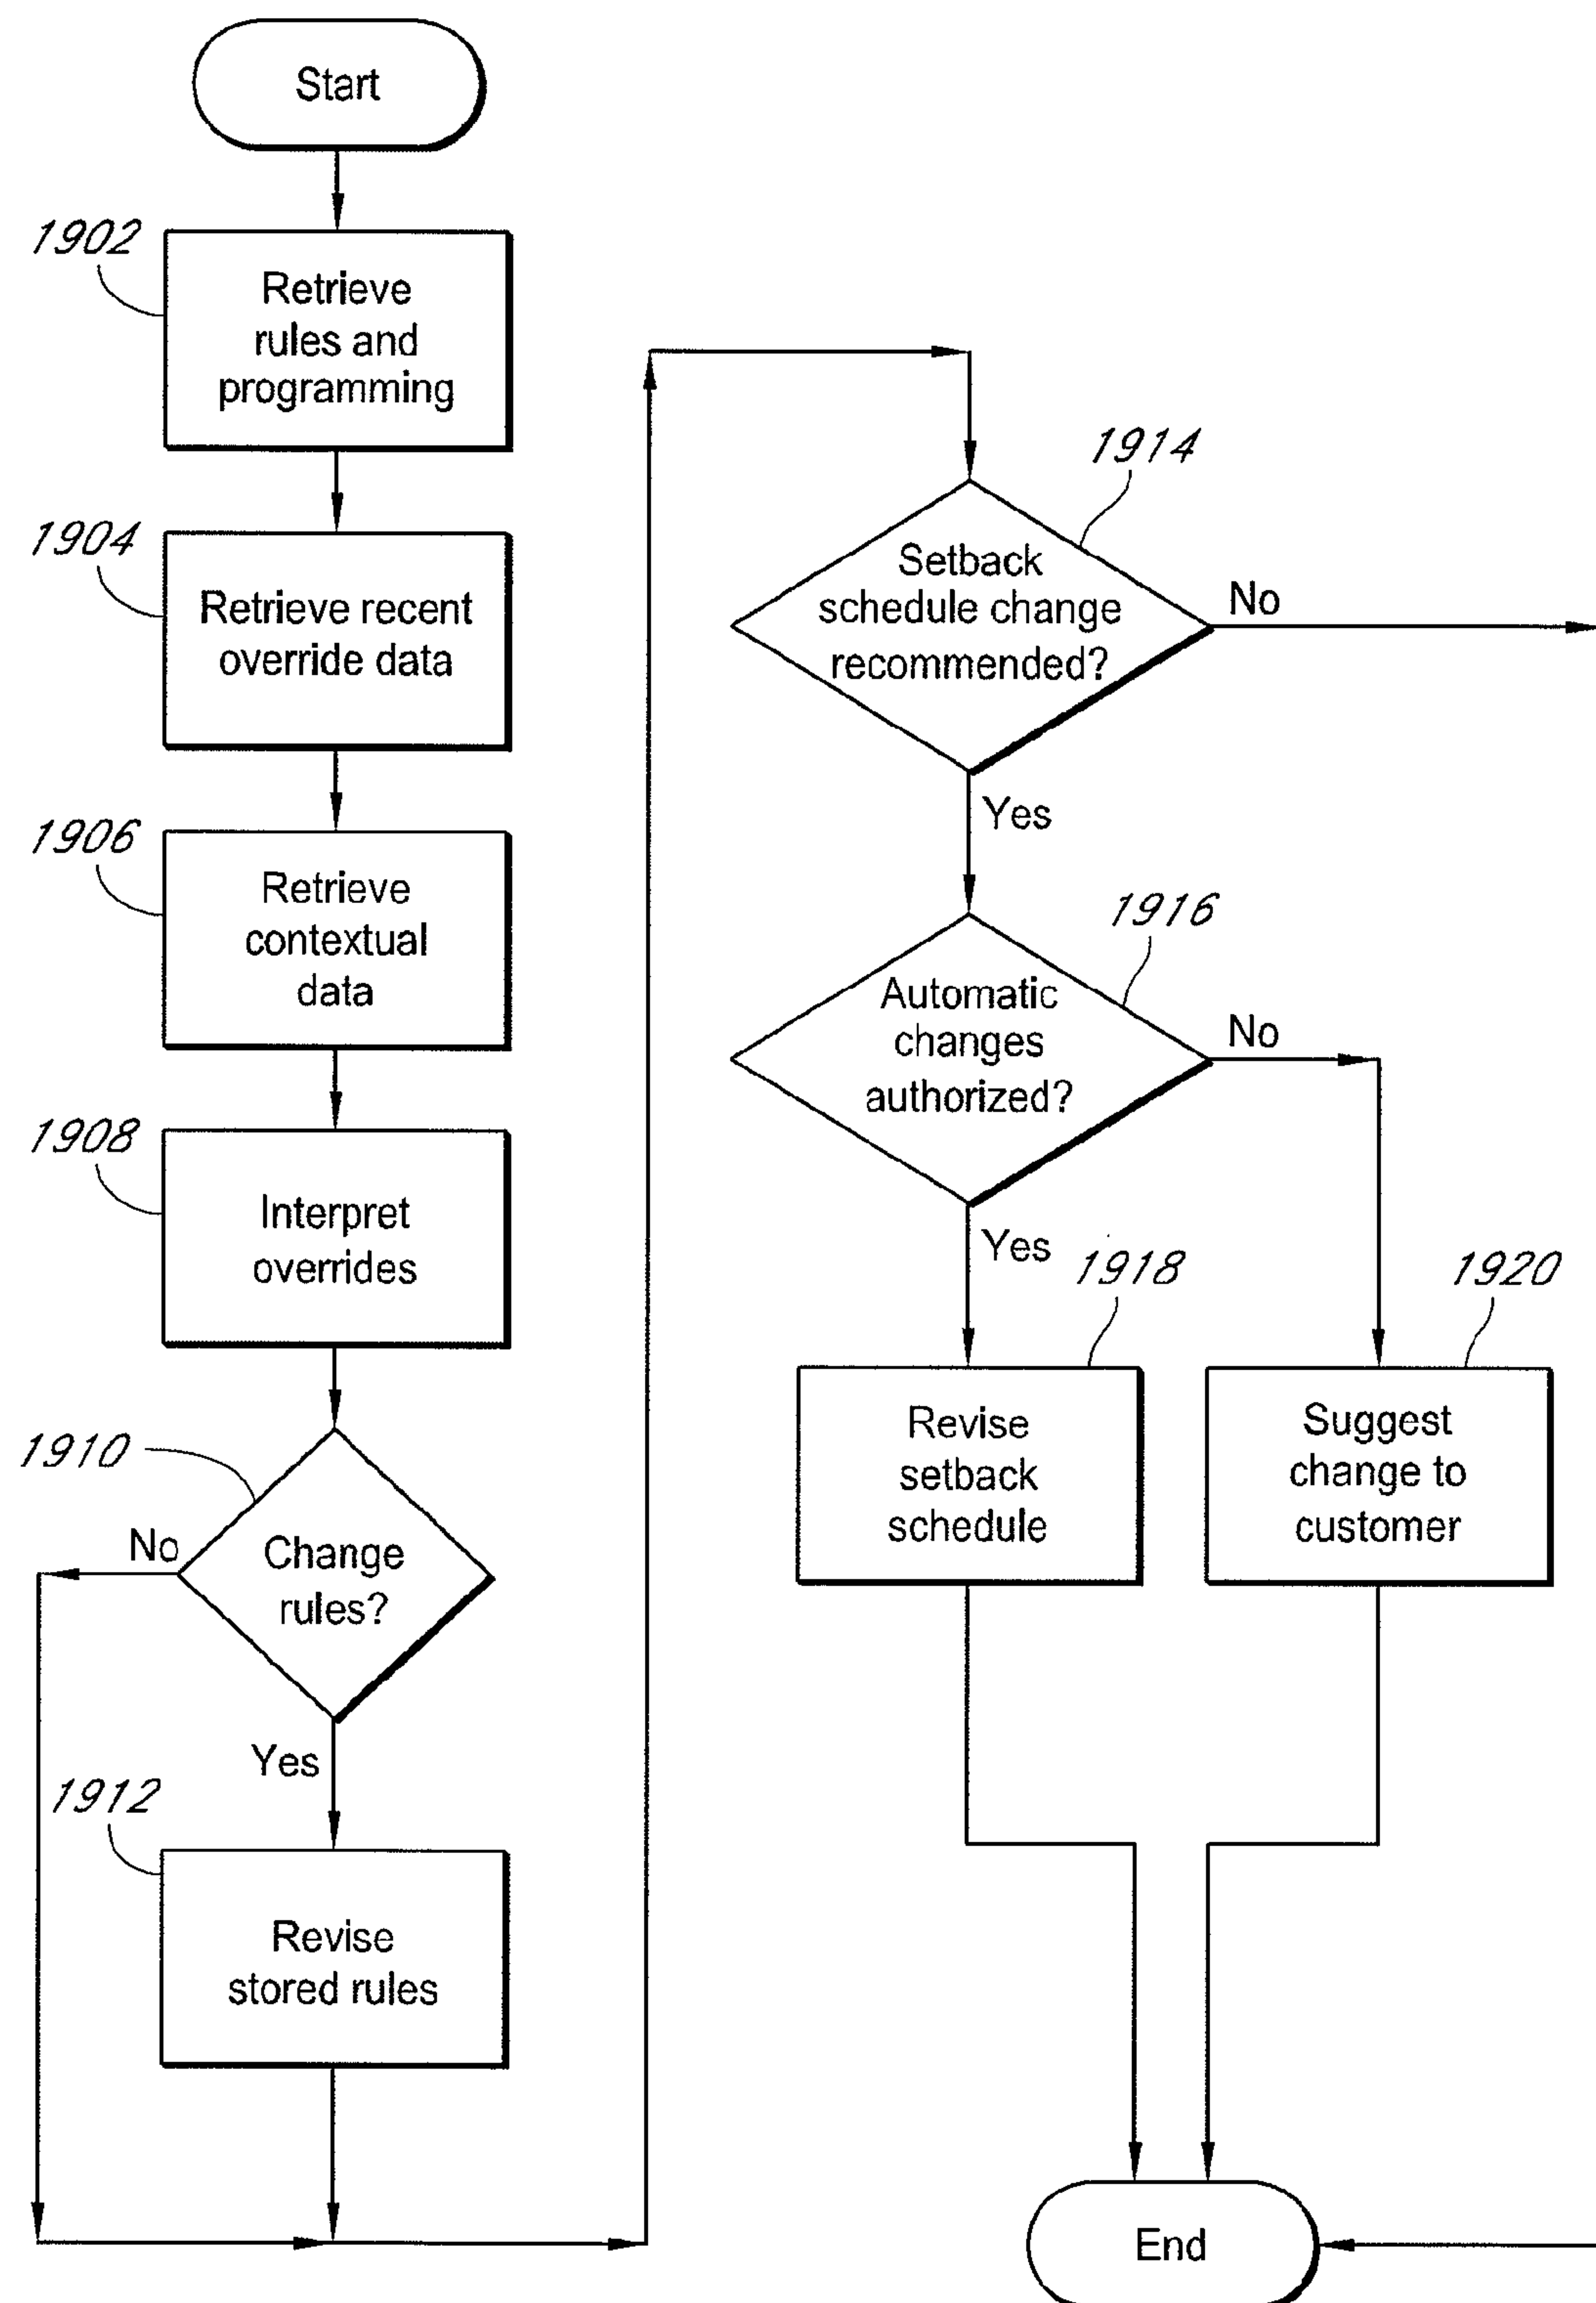 Start
1902
Retrieve
rules and
programming
1904
Retrieve recent
override data
1906
Retrieve
contextual
data
1908
Interpret
overrides
1910
No
Change
rules?
Yes
1912
Revise
stored rules
1914
Setback
schedule change
recommended?
No
Yes
1916
Automatic
changes
authorized?
No
Yes
1918
Revise
setback
schedule
1920
Suggest
change to
customer
End